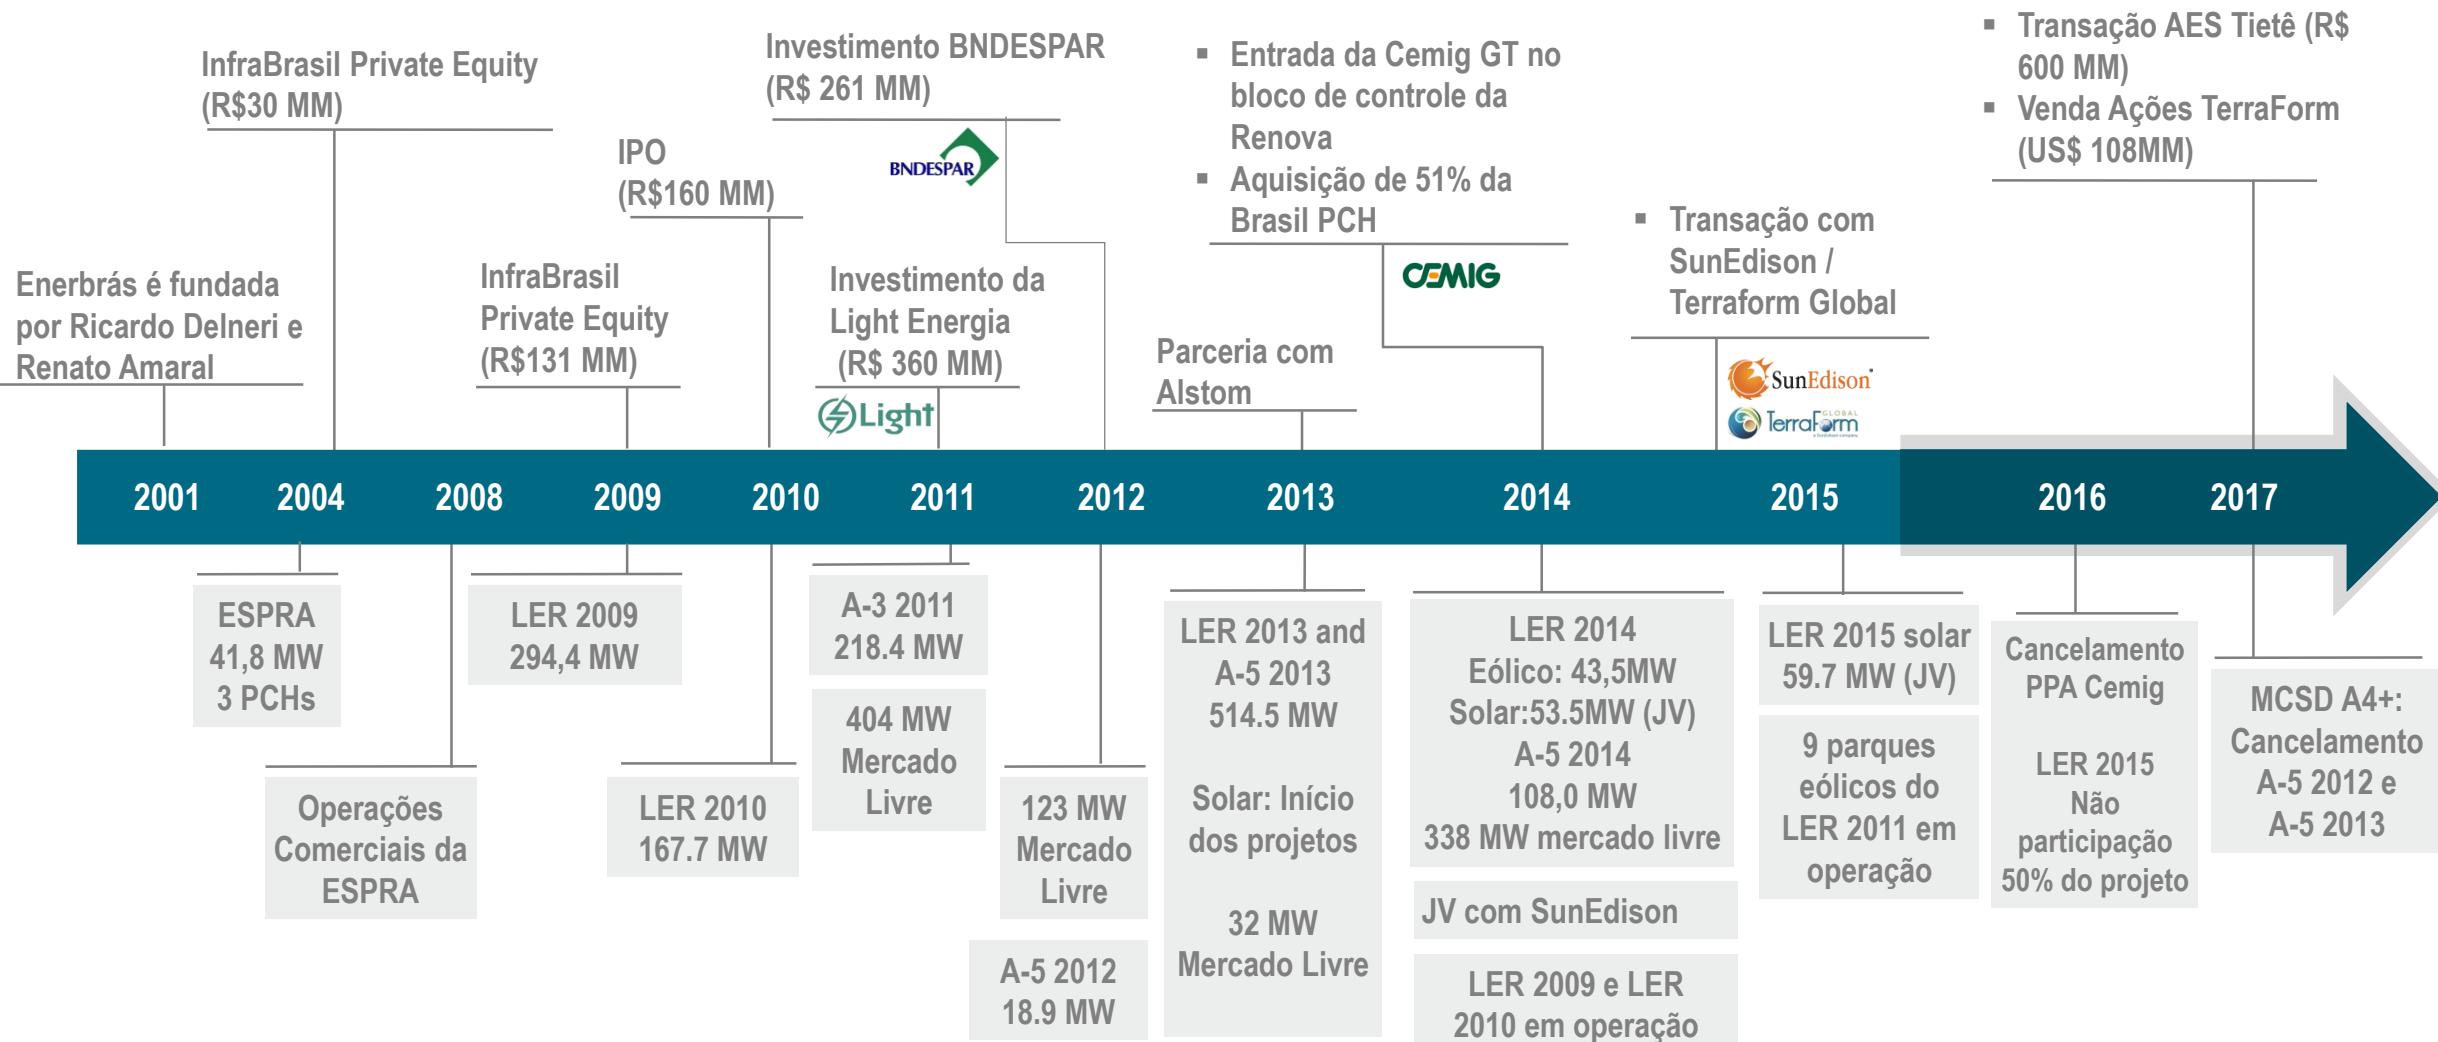 Enerbrás é fundada
por Ricardo Delneri e
Renato Amaral
InfraBrasil Private Equity
(R$30 MM)
InfraBrasil
Private Equity
(R$131 MM)
IPO
(R$160 MM)
Investimento da
Light Energia
(R$ 360 MM)
Light
Investimento BNDESPAR
(R$ 261 MM)
BNDESPAR
Parceria com
Alstom
▪ Entrada da Cemig GT no
bloco de controle da
Renova
▪ Aquisição de 51% da
Brasil PCH
CEMIG
▪ Transação com
SunEdison /
Terraform Global
SunEdison
TerraForm
GLOBAL
▪ Transação AES Tietê (R$
600 MM)
▪ Venda Ações TerraForm
(US$ 108MM)
2001 2004 2008 2009 2010 2011 2012 2013 2014 2015 2016 2017
ESPRA
41,8 MW
3 PCHs
Operações
Comerciais da
ESPRA
LER 2009
294,4 MW
LER 2010
167.7 MW
A-3 2011
218.4 MW
404 MW
Mercado
Livre
123 MW
Mercado
Livre
A-5 2012
18.9 MW
LER 2013 and
A-5 2013
514.5 MW
Solar: Início
dos projetos
32 MW
Mercado Livre
LER 2014
Eólico: 43,5MW
Solar:53.5MW (JV)
A-5 2014
108,0 MW
338 MW mercado livre
JV com SunEdison
LER 2009 e LER
2010 em operação
LER 2015 solar
59.7 MW (JV)
9 parques
eólicos do
LER 2011 em
operação
Cancelamento
PPA Cemig
LER 2015
Não
participação
50% do projeto
MCSD A4+:
Cancelamento
A-5 2012 e
A-5 2013